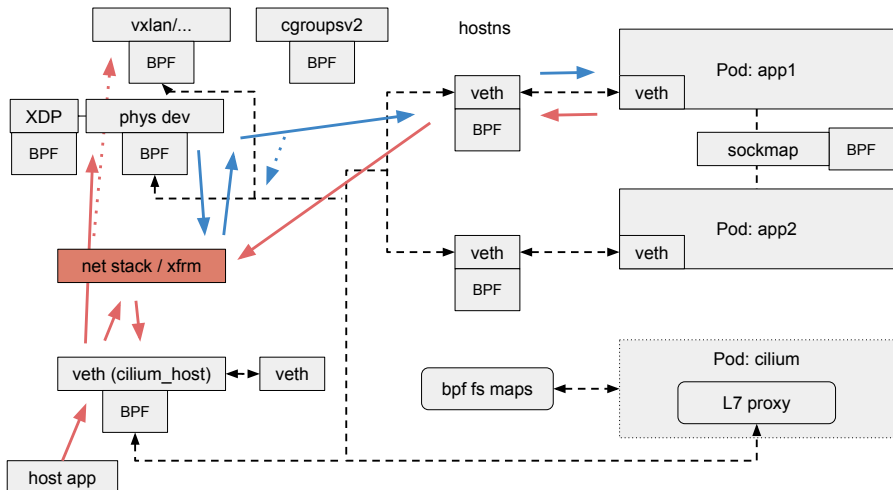 vxlan/...
BPF
cgroupsv2
BPF
hostns
Pod: app1
veth
veth
BPF
XDP
phys dev
BPF
BPF
sockmap
BPF
Pod: app2
veth
veth
BPF
net stack / xfrm
Pod: cilium
veth (cilium_host)
veth
bpf fs maps
L7 proxy
BPF
host app